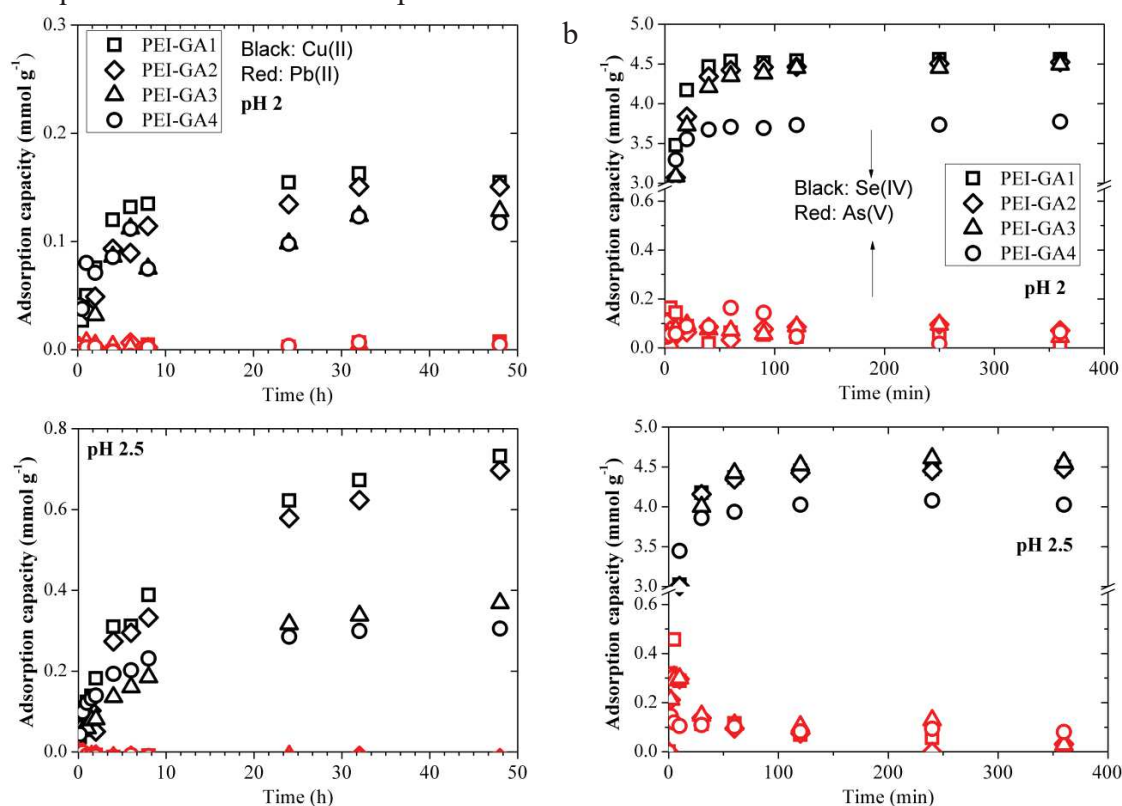 0.3
0.2
0.1
0.0
Adsorption capacity (mmol g⁻¹)
PEI-GA1
PEI-GA2
PEI-GA3
PEI-GA4
Black: Cu(II)
Red: Pb(II)
pH 2
0 10 20 30 40 50
Time (h)
b
5.0
4.5
4.0
3.5
3.0
0.6
0.4
0.2
0.0
Adsorption capacity (mmol g⁻¹)
Black: Se(IV)
Red: As(V)
PEI-GA1
PEI-GA2
PEI-GA3
PEI-GA4
pH 2
0 100 200 300 400
Time (min)
0.8
0.6
0.4
0.2
0.0
Adsorption capacity (mmol g⁻¹)
pH 2.5
0 10 20 30 40 50
Time (h)
5.0
4.5
4.0
3.5
3.0
0.4
0.2
0.0
Adsorption capacity (mmol g⁻¹)
pH 2.5
0 100 200 300 400
Time (min)